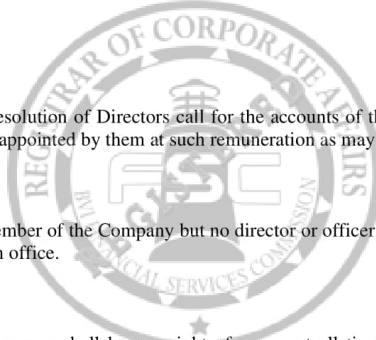 REGISTRAR OF CORPORATE AFFAIRS
esolution of Directors call for the accounts of th
appointed by them at such remuneration as may
REGISTERED
FSC
ember of the Company but no director or officer
n office.
BVI FINANCIAL SERVICES COMMISSION